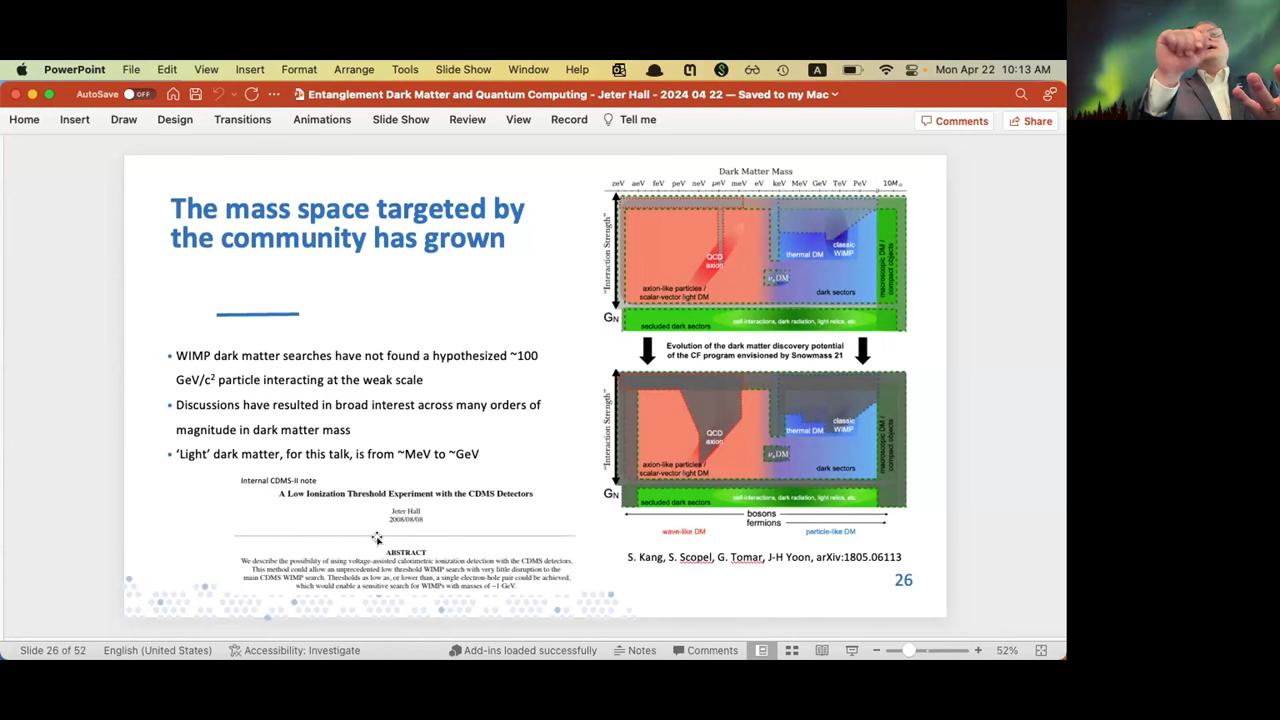 PowerPoint File Edit View Insert Format Arrange Tools Slide Show Window Help A Mon Apr 22 10:13 AM
AutoSave OFF ... Entanglement Dark Matter and Quantum Computing - Jeter Hall - 2024 04 22 — Saved to my Mac
Home Insert Draw Design Transitions Animations Slide Show Review View Record Tell me Comments Share
The mass space targeted by
the community has grown
WIMP dark matter searches have not found a hypothesized ~100
GeV/c² particle interacting at the weak scale
Discussions have resulted in broad interest across many orders of
magnitude in dark matter mass
‘Light’ dark matter, for this talk, is from ~MeV to ~GeV
Internal CDMS-II note
A Low Ionization Threshold Experiment with the CDMS Detectors
Jeter Hall
2008/08/08
ABSTRACT
We describe the possibility of using voltage-assisted calorimetric ionization detection with the CDMS detectors.
This method could allow an unprecedented low threshold WIMP search with very little disruption to the
main CDMS WIMP search. Thresholds as low as, or lower than, a single electron-hole pair could be achieved,
which would enable a sensitive search for WIMPs with masses of ~1 GeV.
Dark Matter Mass
zeV aeV feV peV neV μeV meV eV keV MeV GeV TeV PeV 10M⊙
"Interaction Strength"
QCD
axion
thermal DM
classic
WIMP
νsDM
axion-like particles /
scalar-vector light DM
dark sectors
macroscopic DM /
compact objects
GN
secluded dark sectors
self-interactions, dark radiation, light relics, etc.
Evolution of the dark matter discovery potential
of the CF program envisioned by Snowmass 21
"Interaction Strength"
QCD
axion
thermal DM
classic
WIMP
νsDM
axion-like particles /
scalar-vector light DM
dark sectors
macroscopic DM /
compact objects
GN
secluded dark sectors
self-interactions, dark radiation, light relics, etc.
bosons
fermions
wave-like DM
particle-like DM
S. Kang, S. Scopel, G. Tomar, J-H Yoon, arXiv:1805.06113
26
Slide 26 of 52 English (United States) Accessibility: Investigate Add-ins loaded successfully Notes Comments 52%